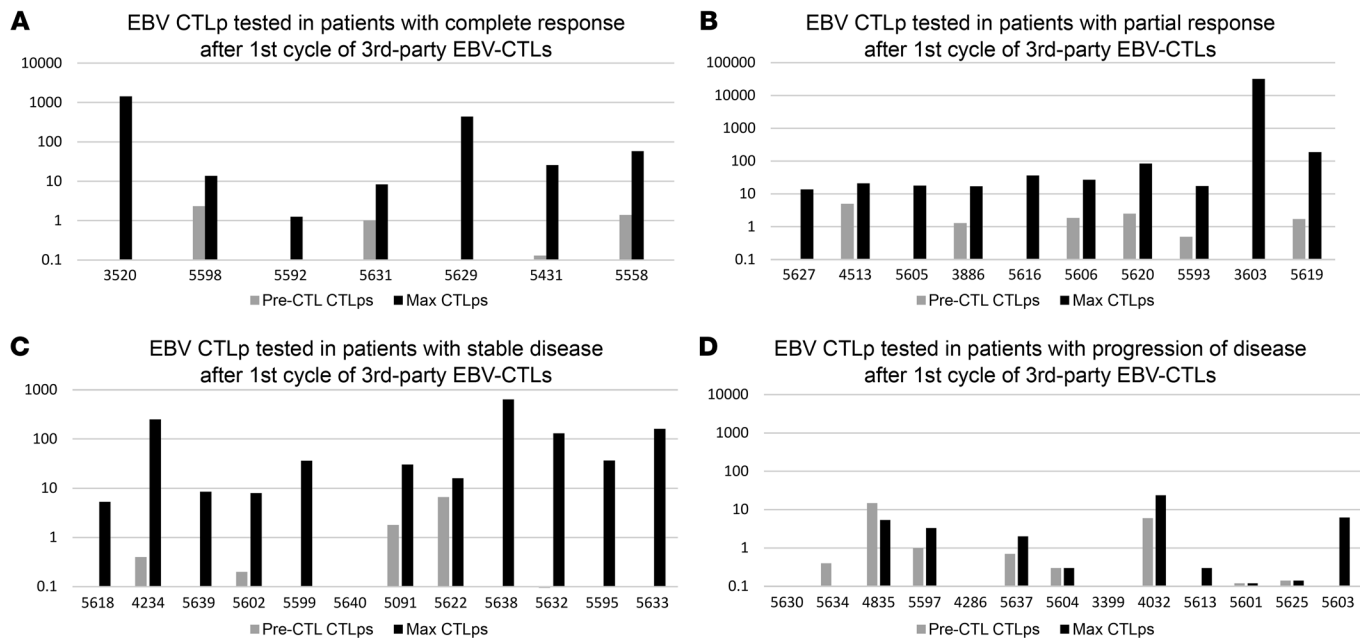 A
EBV CTLp tested in patients with complete response
after 1st cycle of 3rd-party EBV-CTLs
10000
1000
100
10
1
0.1
3520 5598 5592 5631 5629 5431 5558
Pre-CTL CTLps Max CTLps
B
EBV CTLp tested in patients with partial response
after 1st cycle of 3rd-party EBV-CTLs
100000
10000
1000
100
10
1
0.1
5627 4513 5605 3886 5616 5606 5620 5593 3603 5619
Pre-CTL CTLps Max CTLps
C
EBV CTLp tested in patients with stable disease
after 1st cycle of 3rd-party EBV-CTLs
1000
100
10
1
0.1
5618 4234 5639 5602 5599 5640 5091 5622 5638 5632 5595 5633
Pre-CTL CTLps Max CTLps
D
EBV CTLp tested in patients with progression of disease
after 1st cycle of 3rd-party EBV-CTLs
10000
1000
100
10
1
0.1
5630 5634 4835 5597 4286 5637 5604 3399 4032 5613 5601 5625 5603
Pre-CTL CTLps Max CTLps